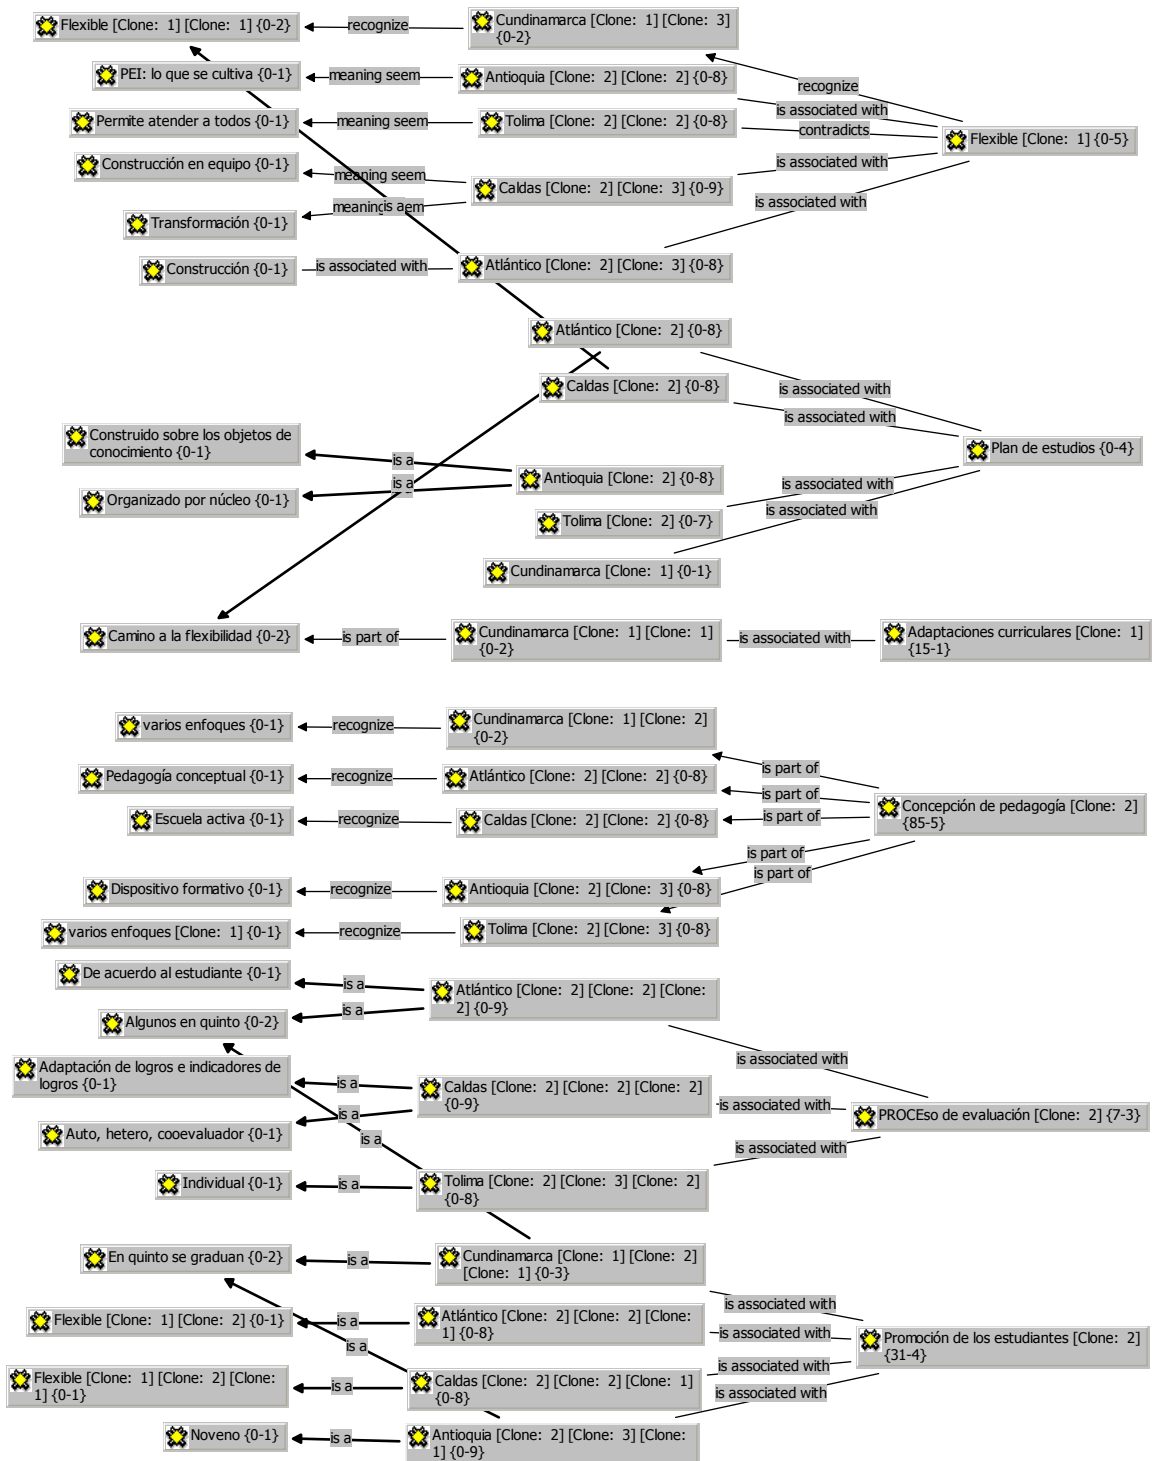 Flexible [Clone: 1] [Clone: 1] {0-2}
recognize
Cundinamarca [Clone: 1] [Clone: 3]
{0-2}
PEI: lo que se cultiva {0-1}
meaning seem
Antioquia [Clone: 2] [Clone: 2] {0-8}
recognize
is associated with
Permite atender a todos {0-1}
meaning seem
Tolima [Clone: 2] [Clone: 2] {0-8}
contradicts
Flexible [Clone: 1] {0-5}
Construcción en equipo {0-1}
meaning seem
is associated with
Caldas [Clone: 2] [Clone: 3] {0-9}
is associated with
Transformación {0-1}
is a
Construcción {0-1}
is associated with
Atlántico [Clone: 2] [Clone: 3] {0-8}
Atlántico [Clone: 2] {0-8}
Caldas [Clone: 2] {0-8}
is associated with
is associated with
Construido sobre los objetos de
conocimiento {0-1}
is a
Plan de estudios {0-4}
Organizado por núcleo {0-1}
is a
Antioquia [Clone: 2] {0-8}
is associated with
Tolima [Clone: 2] {0-7}
is associated with
Cundinamarca [Clone: 1] {0-1}
Camino a la flexibilidad {0-2}
is part of
Cundinamarca [Clone: 1] [Clone: 1]
{0-2}
is associated with
Adaptaciones curriculares [Clone: 1]
{15-1}
varios enfoques {0-1}
recognize
Cundinamarca [Clone: 1] [Clone: 2]
{0-2}
is part of
Pedagogía conceptual {0-1}
recognize
Atlántico [Clone: 2] [Clone: 2] {0-8}
is part of
Concepción de pedagogía [Clone: 2]
{85-5}
Escuela activa {0-1}
recognize
Caldas [Clone: 2] [Clone: 2] {0-8}
is part of
is part of
is part of
Dispositivo formativo {0-1}
recognize
Antioquia [Clone: 2] [Clone: 3] {0-8}
varios enfoques [Clone: 1] {0-1}
recognize
Tolima [Clone: 2] [Clone: 3] {0-8}
De acuerdo al estudiante {0-1}
is a
Atlántico [Clone: 2] [Clone: 2] [Clone:
2] {0-9}
Algunos en quinto {0-2}
is a
is associated with
Adaptación de logros e indicadores de
logros {0-1}
is a
Caldas [Clone: 2] [Clone: 2] [Clone: 2]
{0-9}
is associated with
PROCEso de evaluación [Clone: 2] {7-3}
Auto, hetero, cooevaluador {0-1}
is a
is a
is associated with
Individual {0-1}
is a
Tolima [Clone: 2] [Clone: 3] [Clone: 2]
{0-8}
En quinto se graduan {0-2}
is a
Cundinamarca [Clone: 1] [Clone: 2]
[Clone: 1] {0-3}
is associated with
Flexible [Clone: 1] [Clone: 2] {0-1}
is a
Atlántico [Clone: 2] [Clone: 2] [Clone:
1] {0-8}
is associated with
Promoción de los estudiantes [Clone: 2]
{31-4}
is a
is associated with
Flexible [Clone: 1] [Clone: 2] [Clone:
1] {0-1}
is a
Caldas [Clone: 2] [Clone: 2] [Clone: 1]
{0-8}
is associated with
Noveno {0-1}
is a
Antioquia [Clone: 2] [Clone: 3] [Clone:
1] {0-9}